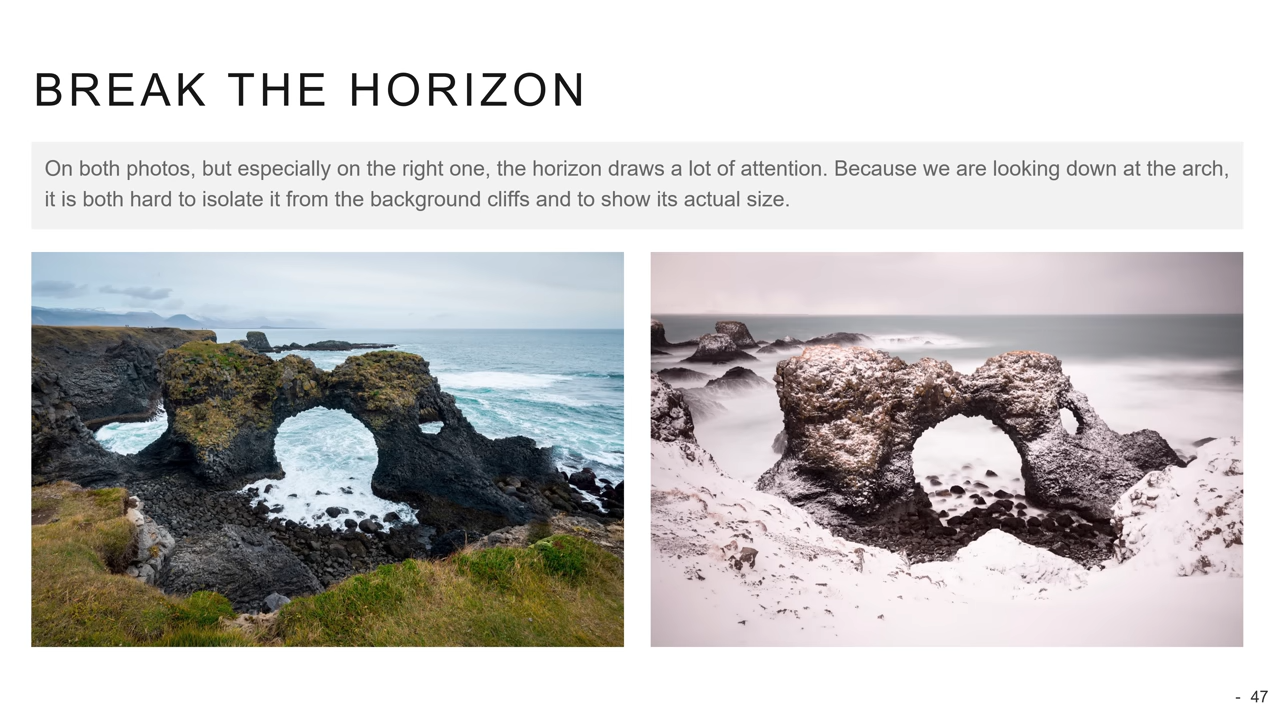 BREAK THE HORIZON
On both photos, but especially on the right one, the horizon draws a lot of attention. Because we are looking down at the arch,
it is both hard to isolate it from the background cliffs and to show its actual size.
- 47